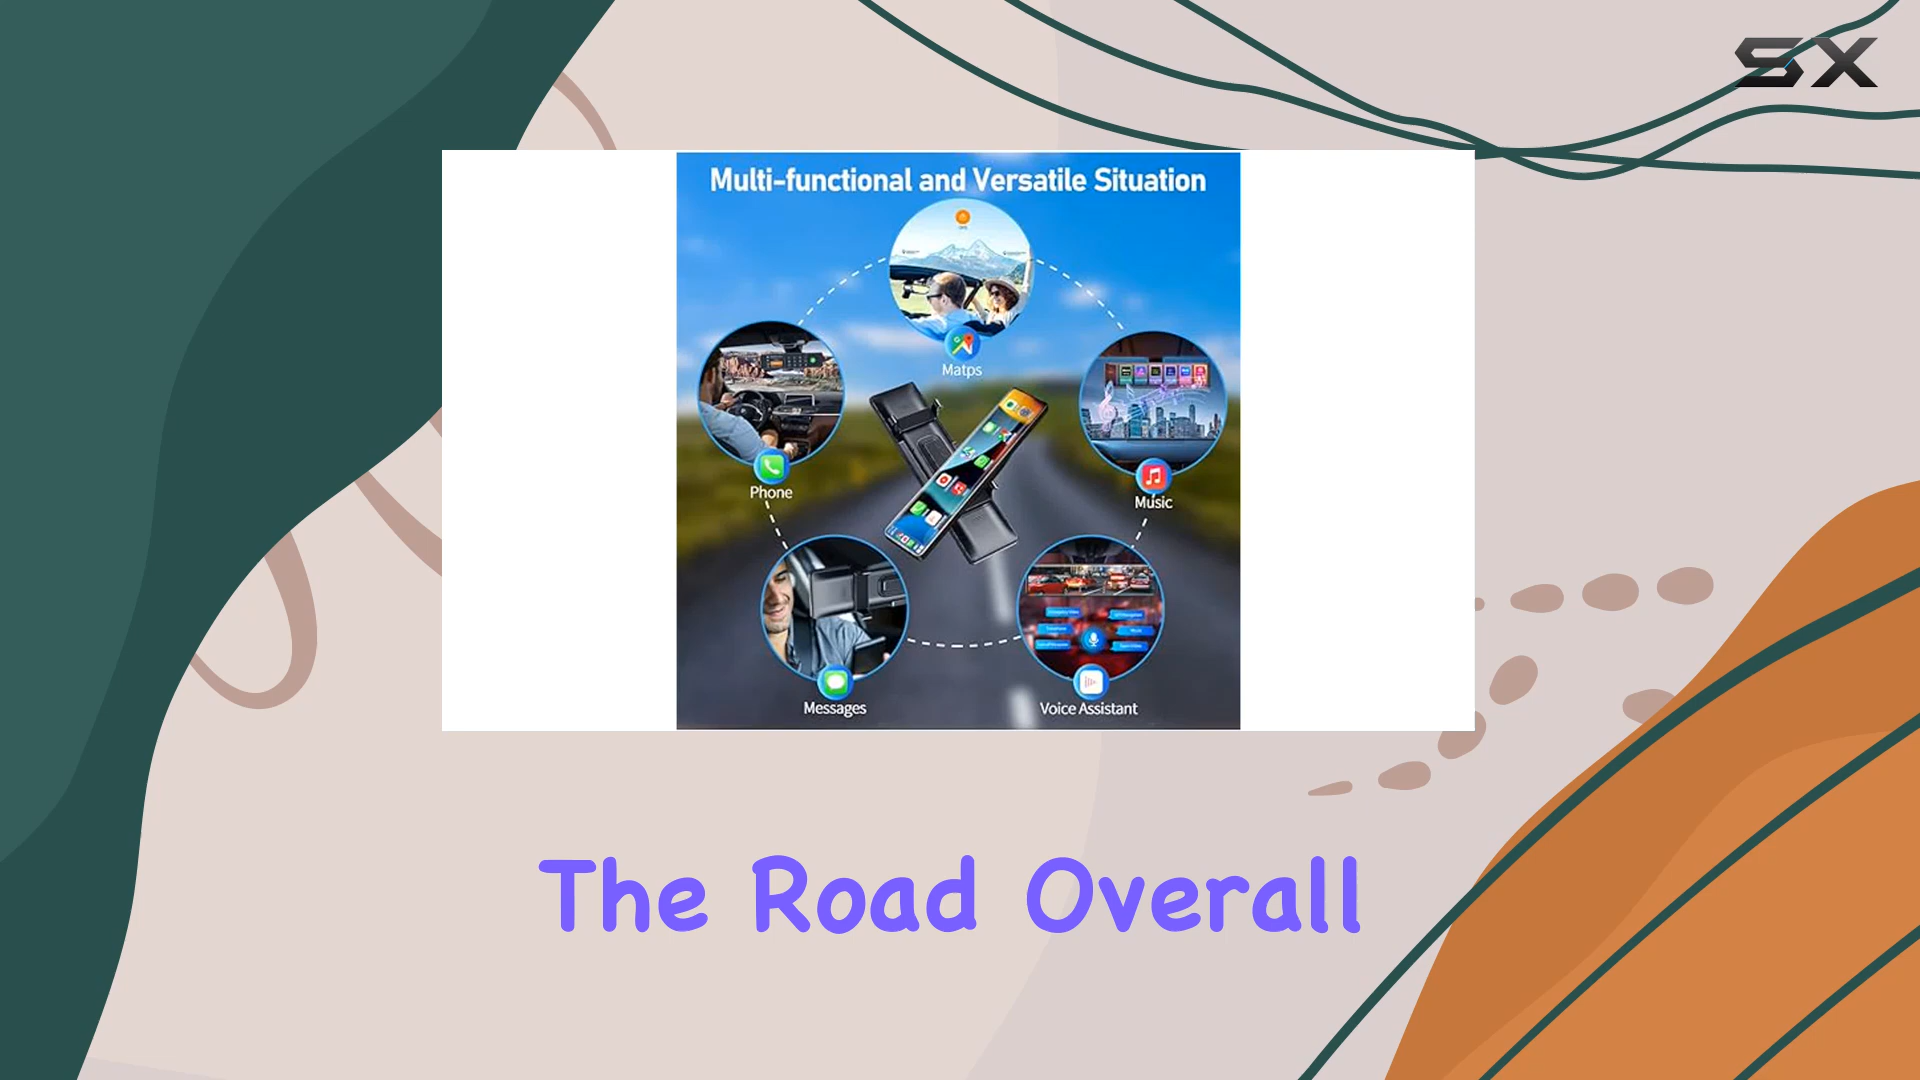 SX
Multi-functional and Versatile Situation
Matps
Phone
Music
Messages
Voice Assistant
The Road Overall